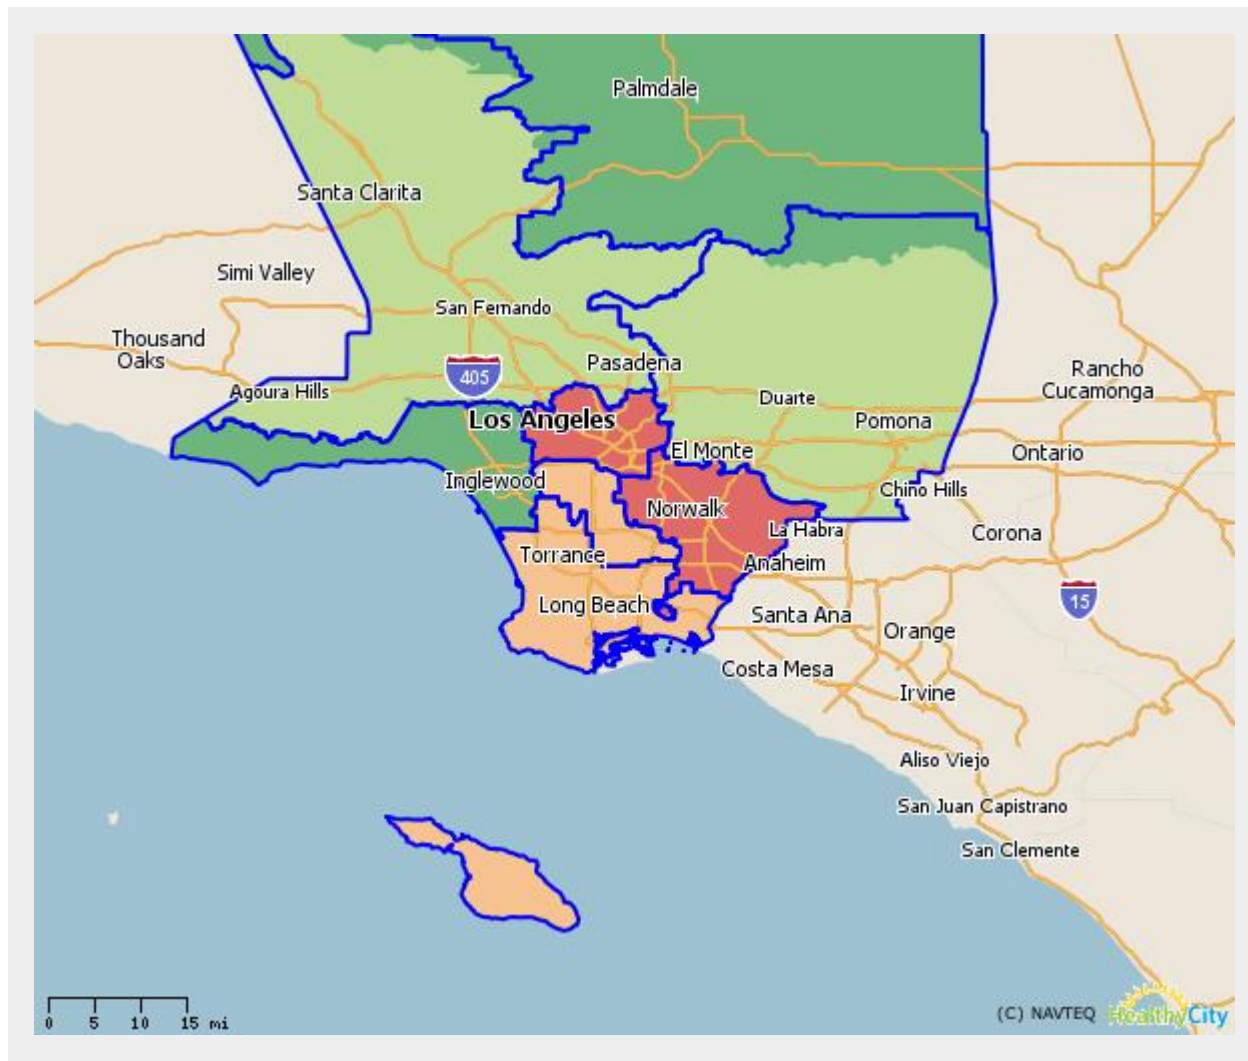 Palmdale
Santa Clarita
Simi Valley
San Fernando
Thousand
Oaks
Pasadena
Rancho
Cucamonga
405
Agoura Hills
Duarte
Los Angeles
Pomona
El Monte
Ontario
Inglewood
Chino Hills
Norwalk
La Habra
Corona
Torrance
Anaheim
15
Long Beach
Santa Ana
Orange
Costa Mesa
Irvine
Aliso Viejo
San Juan Capistrano
San Clemente
0 5 10 15 mi
(C) NAVTEQ HealthyCity